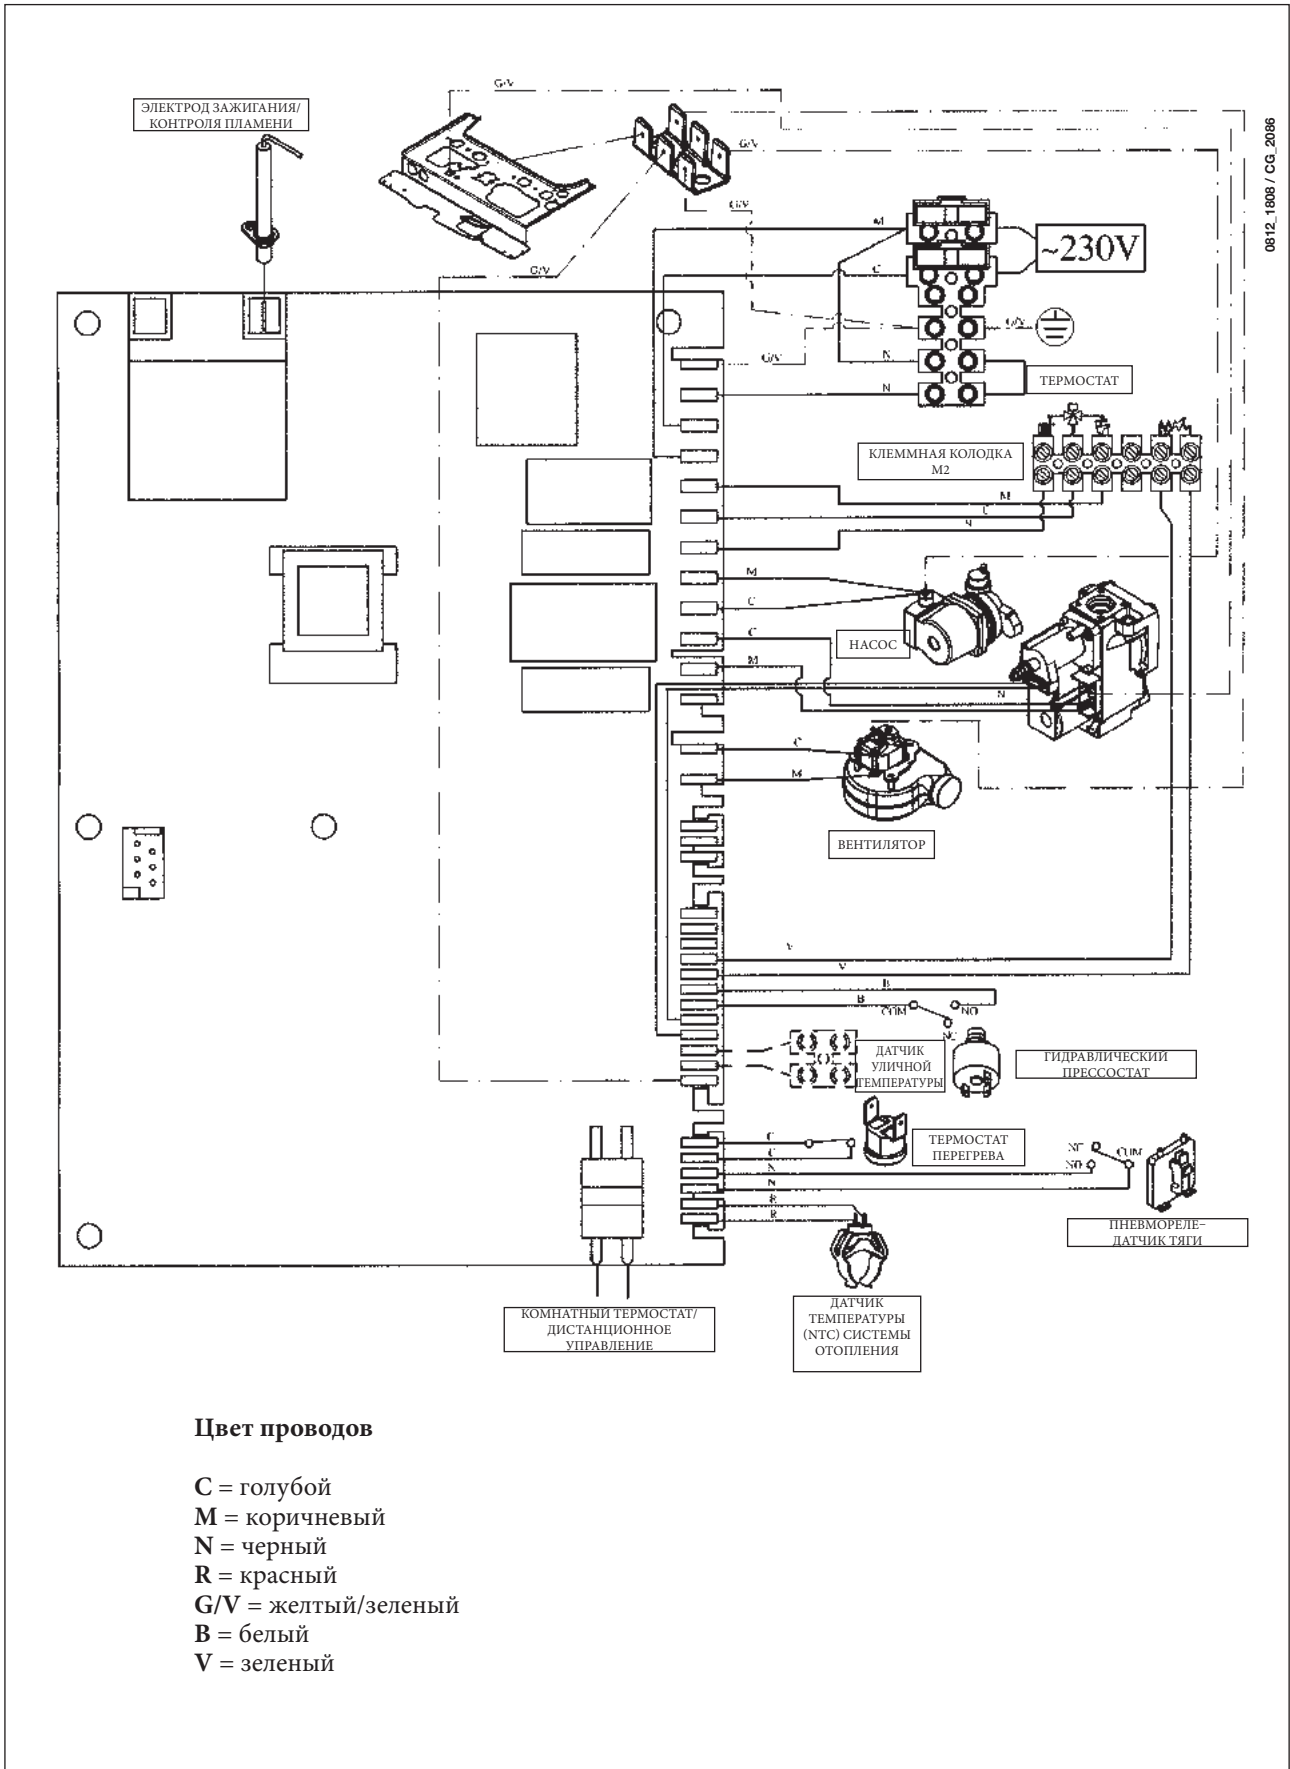 G/V
ЭЛЕКТРОД ЗАЖИГАНИЯ/
КОНТРОЛЯ ПЛАМЕНИ
0812_1808 / CG_2086
G/V
G/V
M
~230V
G/V
C
G/V
G/V
N
ТЕРМОСТАТ
N
КЛЕММНАЯ КОЛОДКА
М2
M
C
N
M
C
C
НАСОС
M
N
C
M
ВЕНТИЛЯТОР
V
V
B
B
COM
NO
NC
ДАТЧИК
УЛИЧНОЙ
ТЕМПЕРАТУРЫ
ГИДРАВЛИЧЕСКИЙ
ПРЕССОСТАТ
C
C
ТЕРМОСТАТ
ПЕРЕГРЕВА
NC
NO
COM
N
N
R
R
ПНЕВМОРЕЛЕ–
ДАТЧИК ТЯГИ
КОМНАТНЫЙ ТЕРМОСТАТ/
ДИСТАНЦИОННОЕ
УПРАВЛЕНИЕ
ДАТЧИК
ТЕМПЕРАТУРЫ
(NTC) СИСТЕМЫ
ОТОПЛЕНИЯ
Цвет проводов
C = голубой
M = коричневый
N = черный
R = красный
G/V = желтый/зеленый
B = белый
V = зеленый